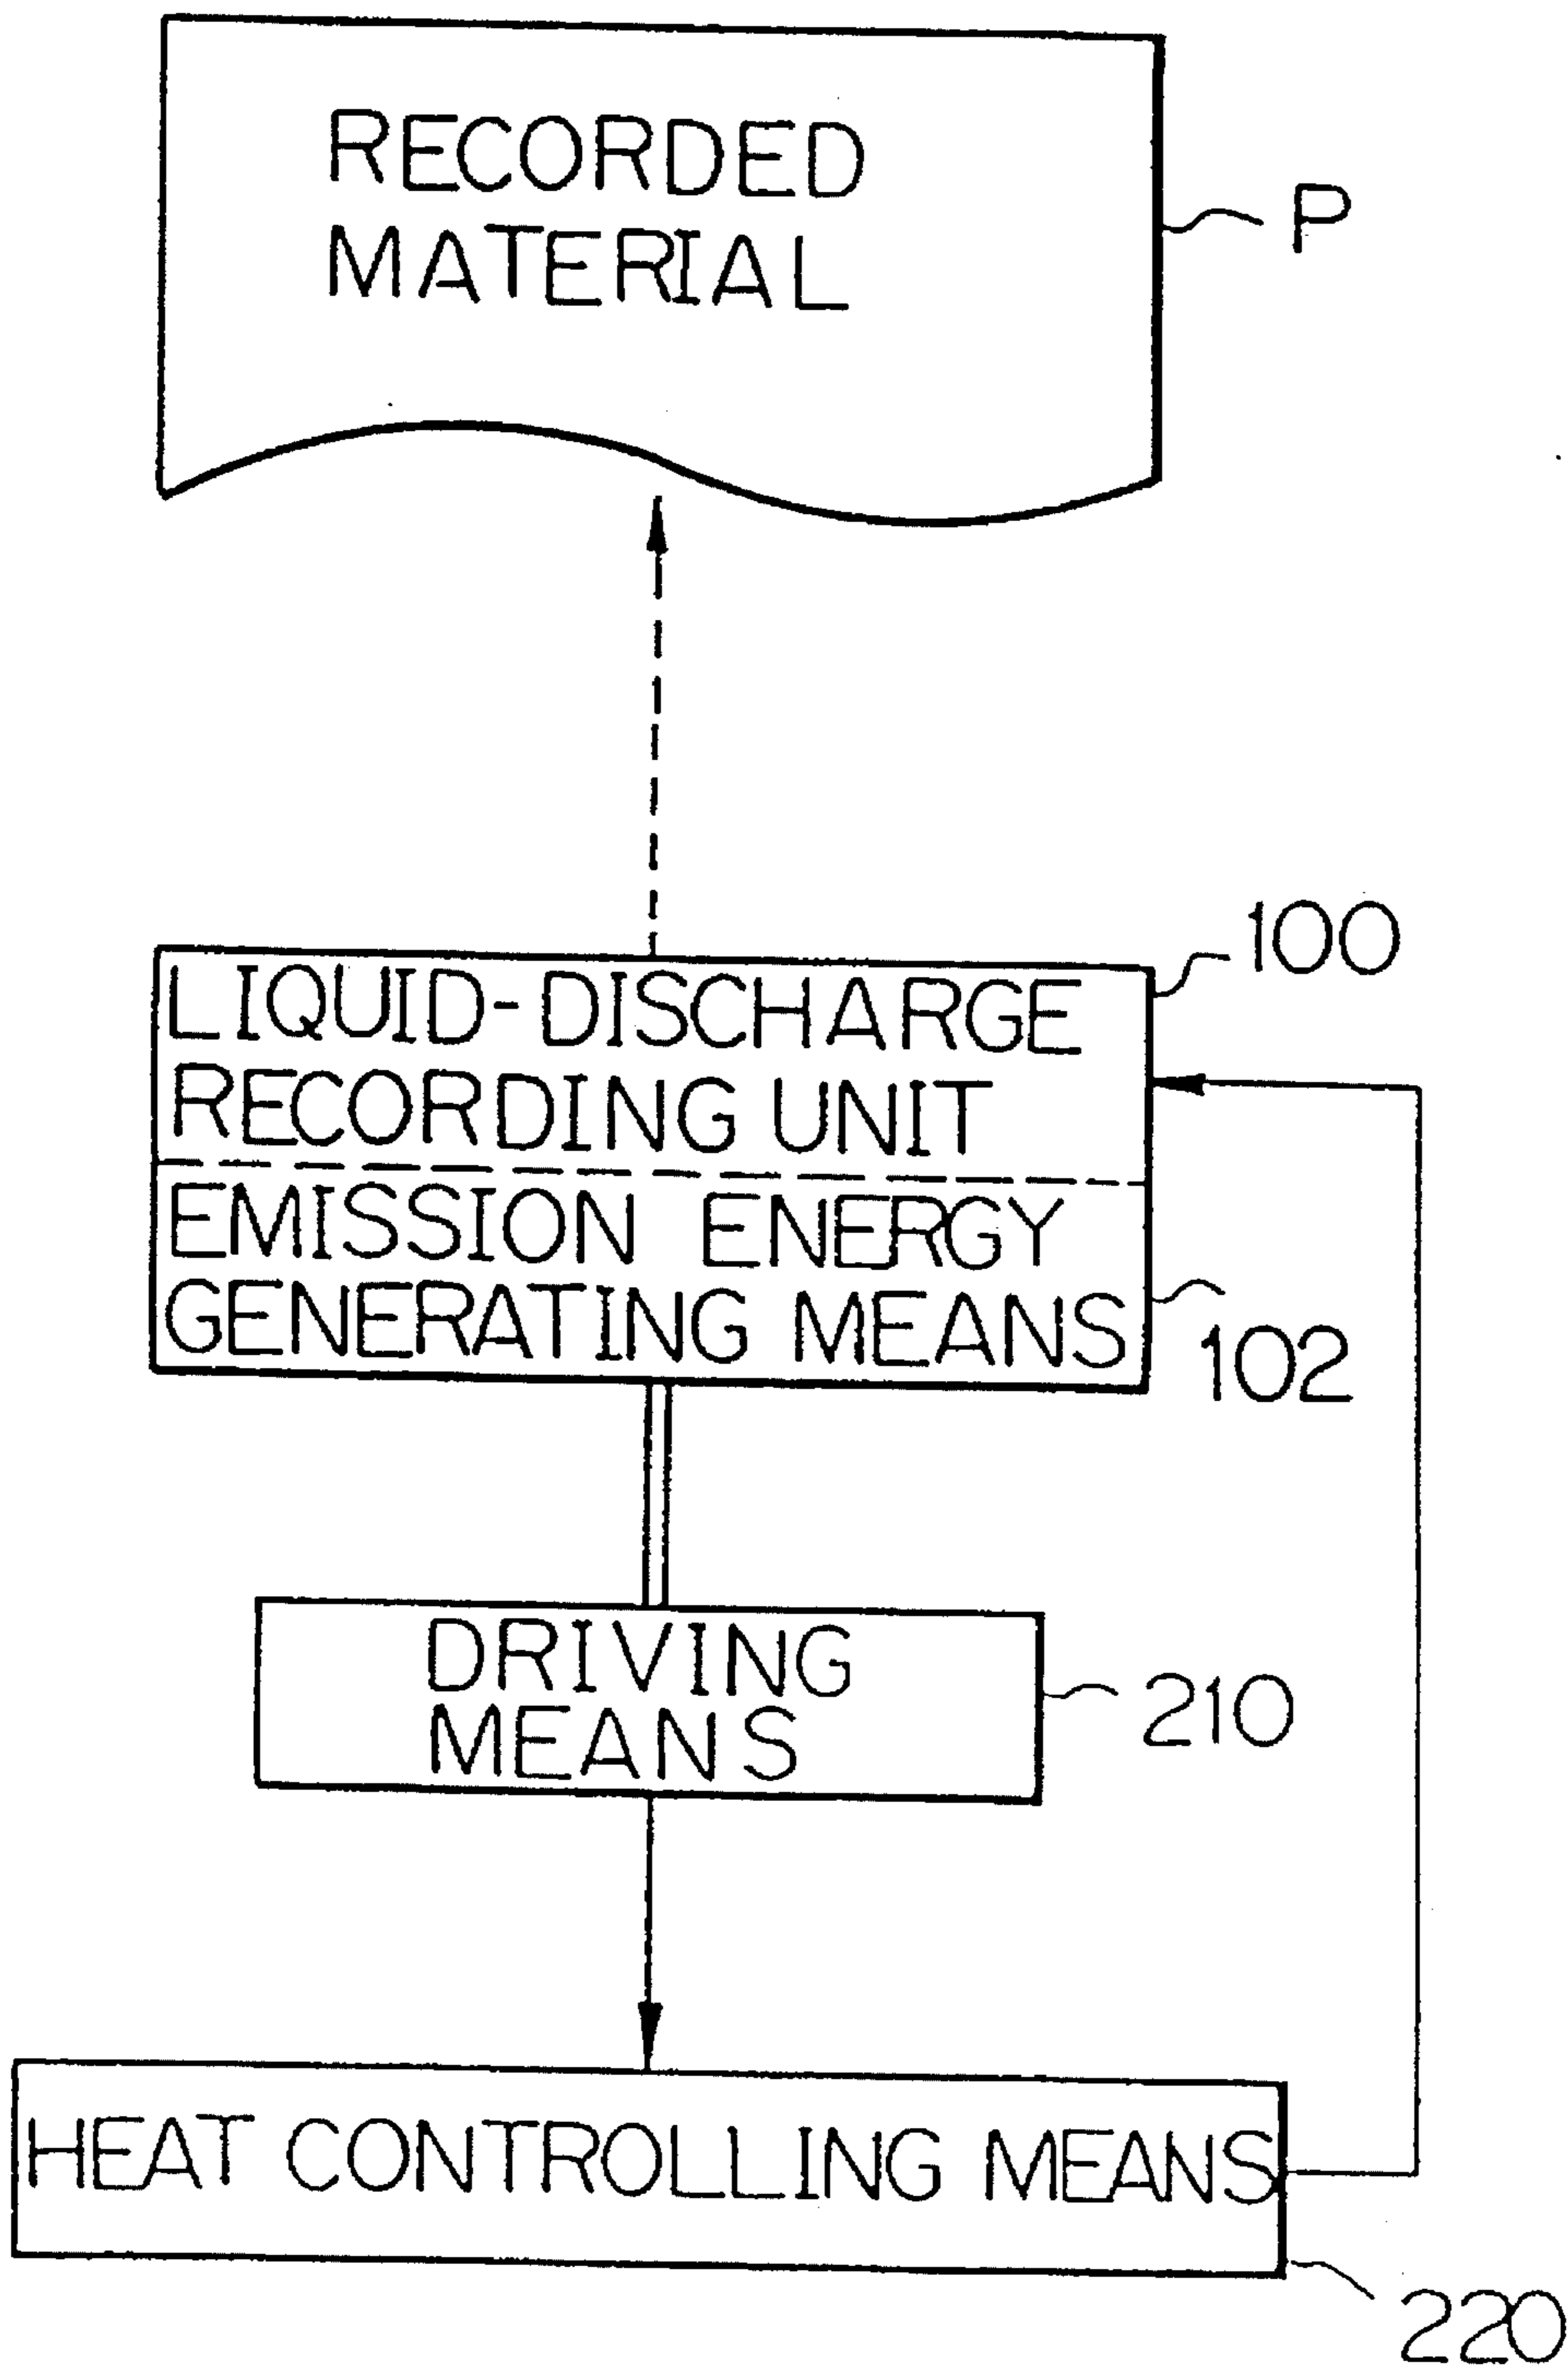 RECORDED
MATERIAL
P
100
LIQUID-DISCHARGE
RECORDING UNIT
EMISSION ENERGY
GENERATING MEANS
102
DRIVING
MEANS
210
HEAT CONTROLLING MEANS
220